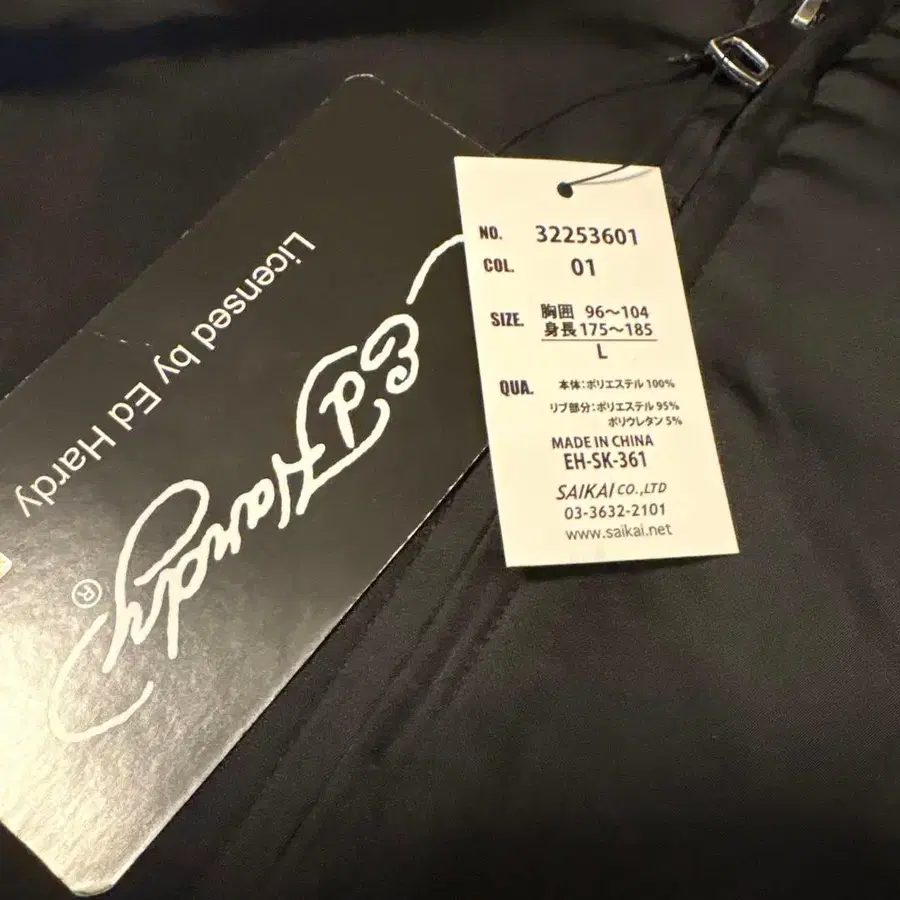 Licensed by Ed Hardy
Ed Hardy
®
NO. 32253601
COL. 01
SIZE. 胸囲 96～104
身長 175～185
L
QUA. 本体：ポリエステル 100%
リブ部分：ポリエステル 95%
ポリウレタン 5%
MADE IN CHINA
EH-SK-361
SAIKAI CO.,LTD
03-3632-2101
www.saikai.net